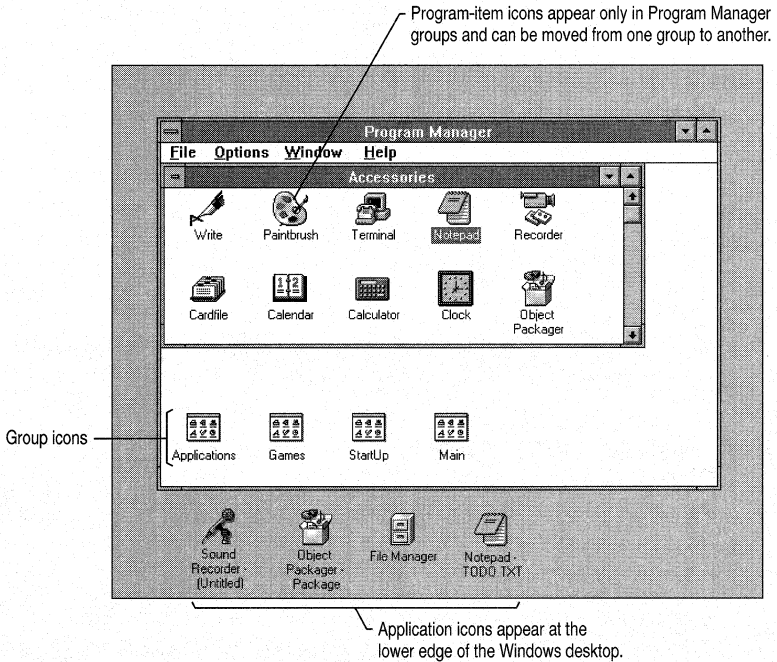 Program-item icons appear only in Program Manager
groups and can be moved from one group to another.
Program Manager
File Options Window Help
Accessories
Write Paintbrush Terminal Notepad Recorder
Cardfile Calendar Calculator Clock Object
Packager
Group icons
Applications Games StartUp Main
Sound Object File Manager Notepad -
Recorder - Packager - TODO.TXT
(Untitled) Package
Application icons appear at the
lower edge of the Windows desktop.